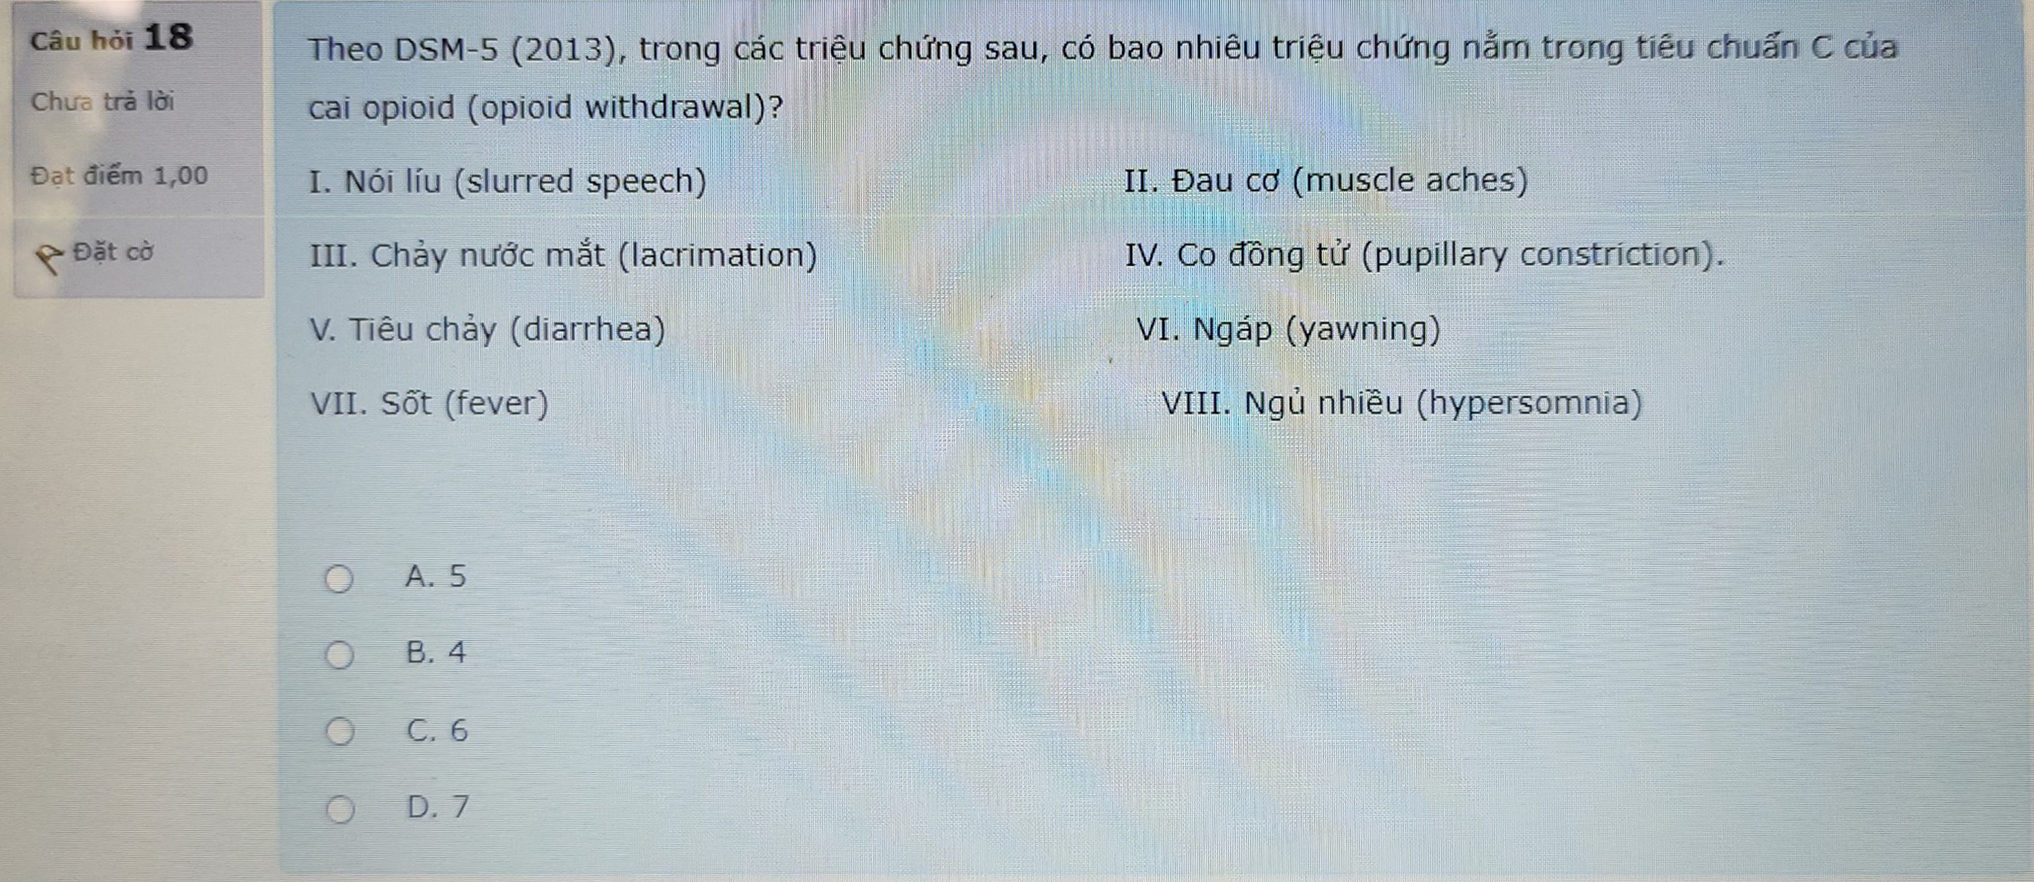 Câu hỏi 18
Chưa trả lời
Đạt điểm 1,00
Đặt cờ
Theo DSM-5 (2013), trong các triệu chứng sau, có bao nhiêu triệu chứng nằm trong tiêu chuẩn C của
cai opioid (opioid withdrawal)?
I. Nói líu (slurred speech)
II. Đau cơ (muscle aches)
III. Chảy nước mắt (lacrimation)
IV. Co đồng tử (pupillary constriction).
V. Tiêu chảy (diarrhea)
VI. Ngáp (yawning)
VII. Sốt (fever)
VIII. Ngủ nhiều (hypersomnia)
A. 5
B. 4
C. 6
D. 7